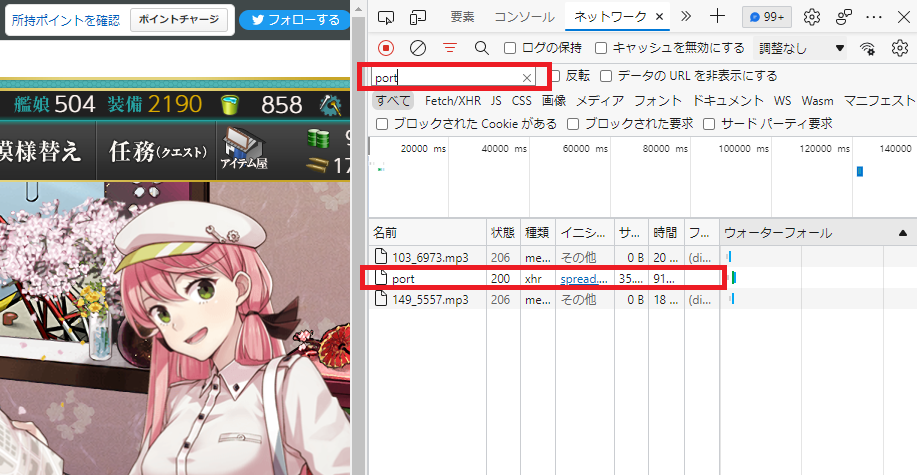 所持ポイントを確認 ポイントチャージ フォローする
要素 コンソール ネットワーク × 99+
ログの保持 キャッシュを無効にする 調整なし
port × 反転 データの URL を非表示にする
すべて Fetch/XHR JS CSS 画像 メディア フォント ドキュメント WS Wasm マニフェスト
ブロックされた Cookie がある ブロックされた要求 サード パーティ要求
艦娘 504 装備 2190 858
模様替え 任務(クエスト) アイテム屋 9
17
20000 ms 40000 ms 60000 ms 80000 ms 100000 ms 120000 ms 140000
名前 状態 種類 イニシ... サ... 時間 フ... ウォーターフォール
103_6973.mp3 206 me... その他 0 B 20 ... (di...
port 200 xhr spread.... 35.... 91...
149_5557.mp3 206 me... その他 0 B 18 ... (di...